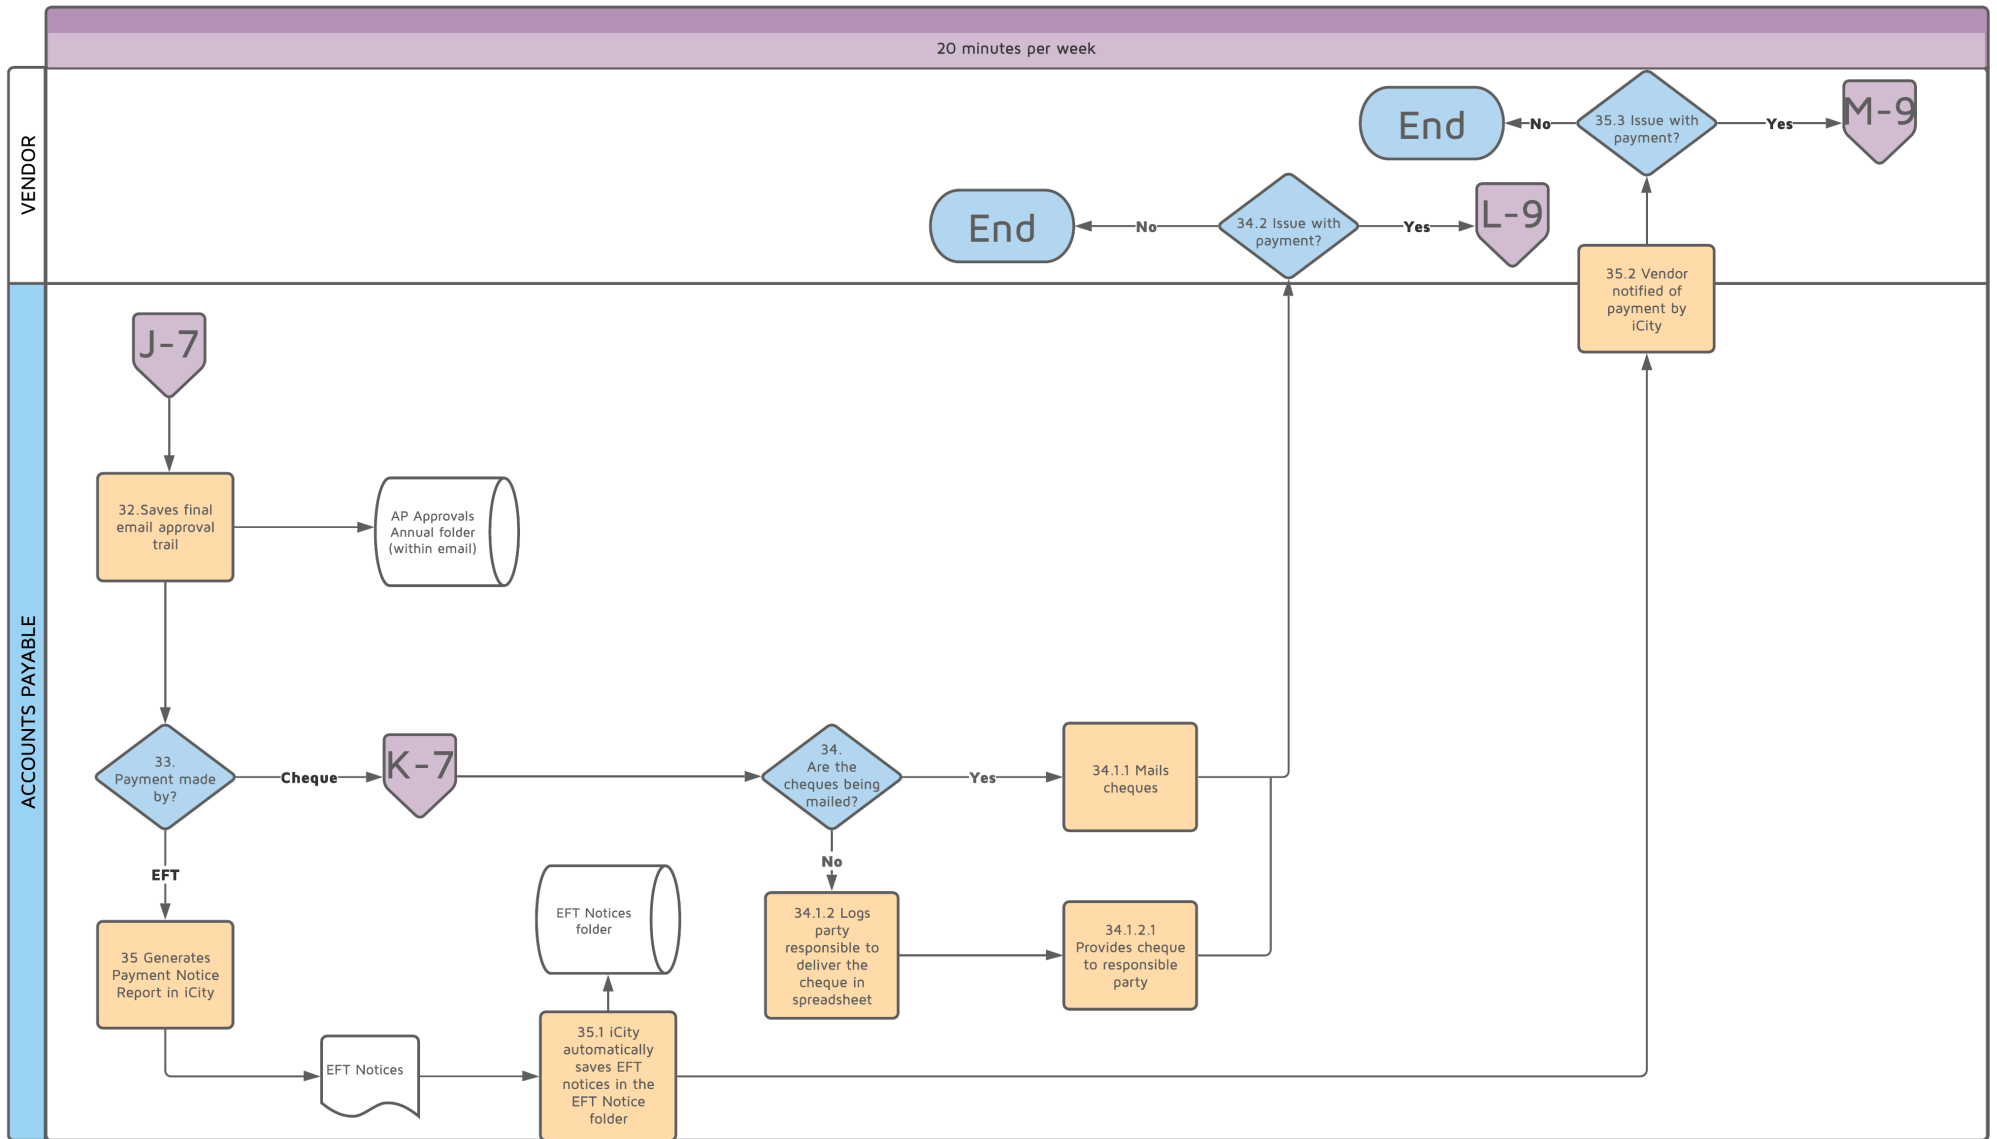 20 minutes per week
VENDOR
End
No
35.3 Issue with
payment?
Yes
M-9
End
No
34.2 Issue with
payment?
Yes
L-9
35.2 Vendor
notified of
payment by
iCity
ACCOUNTS PAYABLE
J-7
32.Saves final
email approval
trail
AP Approvals
Annual folder
(within email)
33.
Payment made
by?
Cheque
K-7
34.
Are the
cheques being
mailed?
Yes
34.1.1 Mails
cheques
EFT
No
35 Generates
Payment Notice
Report in iCity
EFT Notices
folder
34.1.2 Logs
party
responsible to
deliver the
cheque in
spreadsheet
34.1.2.1
Provides cheque
to responsible
party
EFT Notices
35.1 iCity
automatically
saves EFT
notices in the
EFT Notice
folder